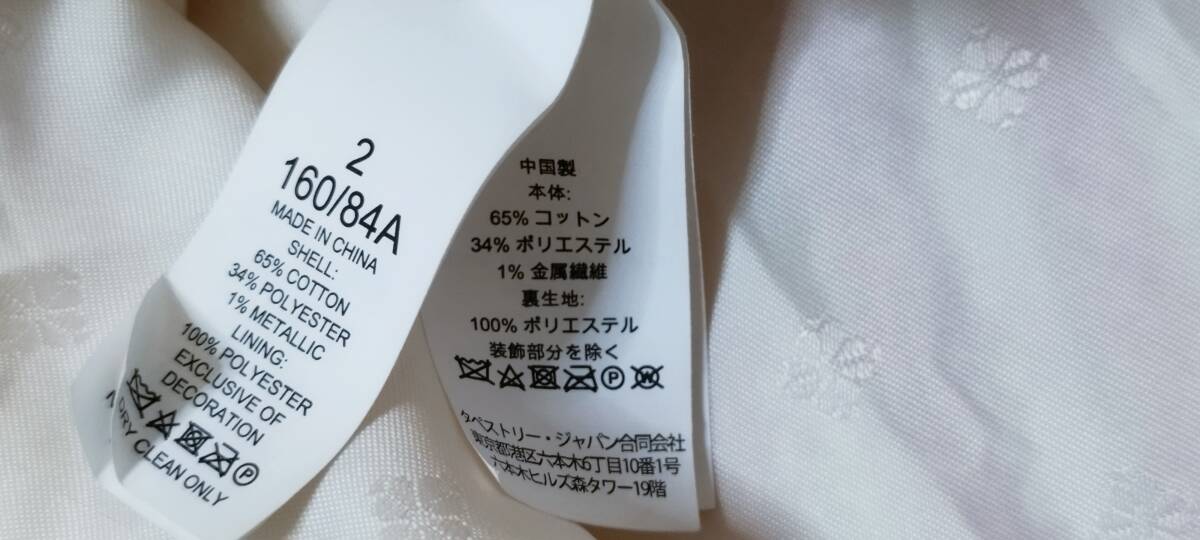 2
160/84A
MADE IN CHINA
SHELL:
65% COTTON
34% POLYESTER
1% METALLIC
LINING:
100% POLYESTER
EXCLUSIVE OF
DECORATION
P
DRY CLEAN ONLY
中国製
本体:
65% コットン
34% ポリエステル
1% 金属繊維
裏生地:
100% ポリエステル
装飾部分を除く
P W
タペストリー・ジャパン合同会社
東京都港区六本木6丁目10番1号
六本木ヒルズ森タワー19階